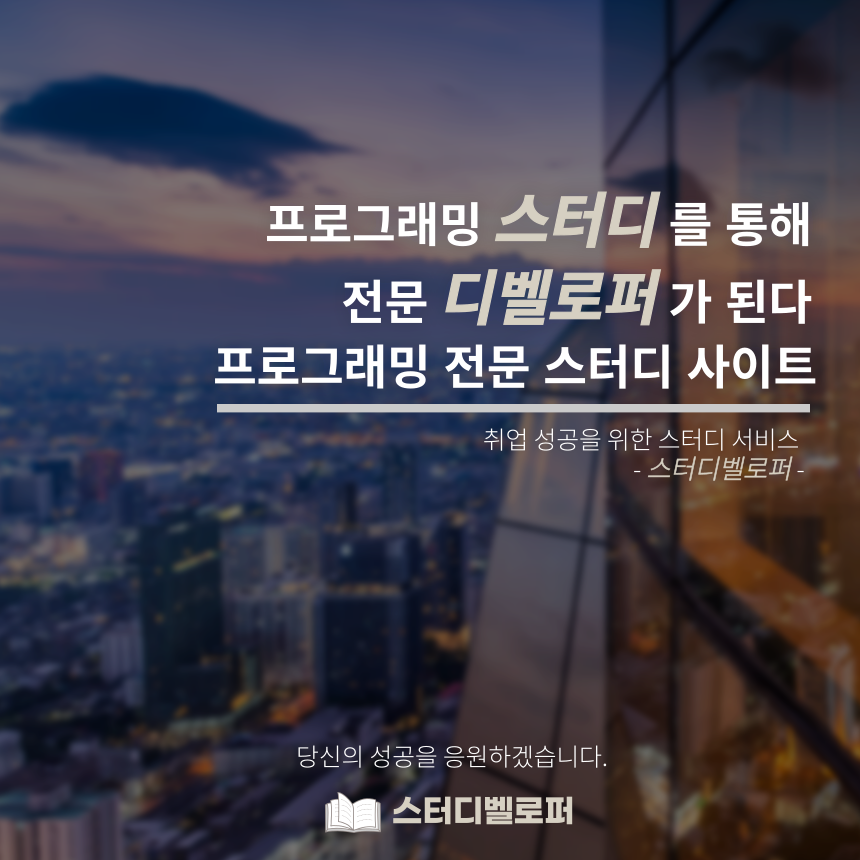 프로그래밍 스터디 를 통해
전문 디벨로퍼 가 된다
프로그래밍 전문 스터디 사이트
취업 성공을 위한 스터디 서비스
- 스터디벨로퍼 -
당신의 성공을 응원하겠습니다.
스터디벨로퍼